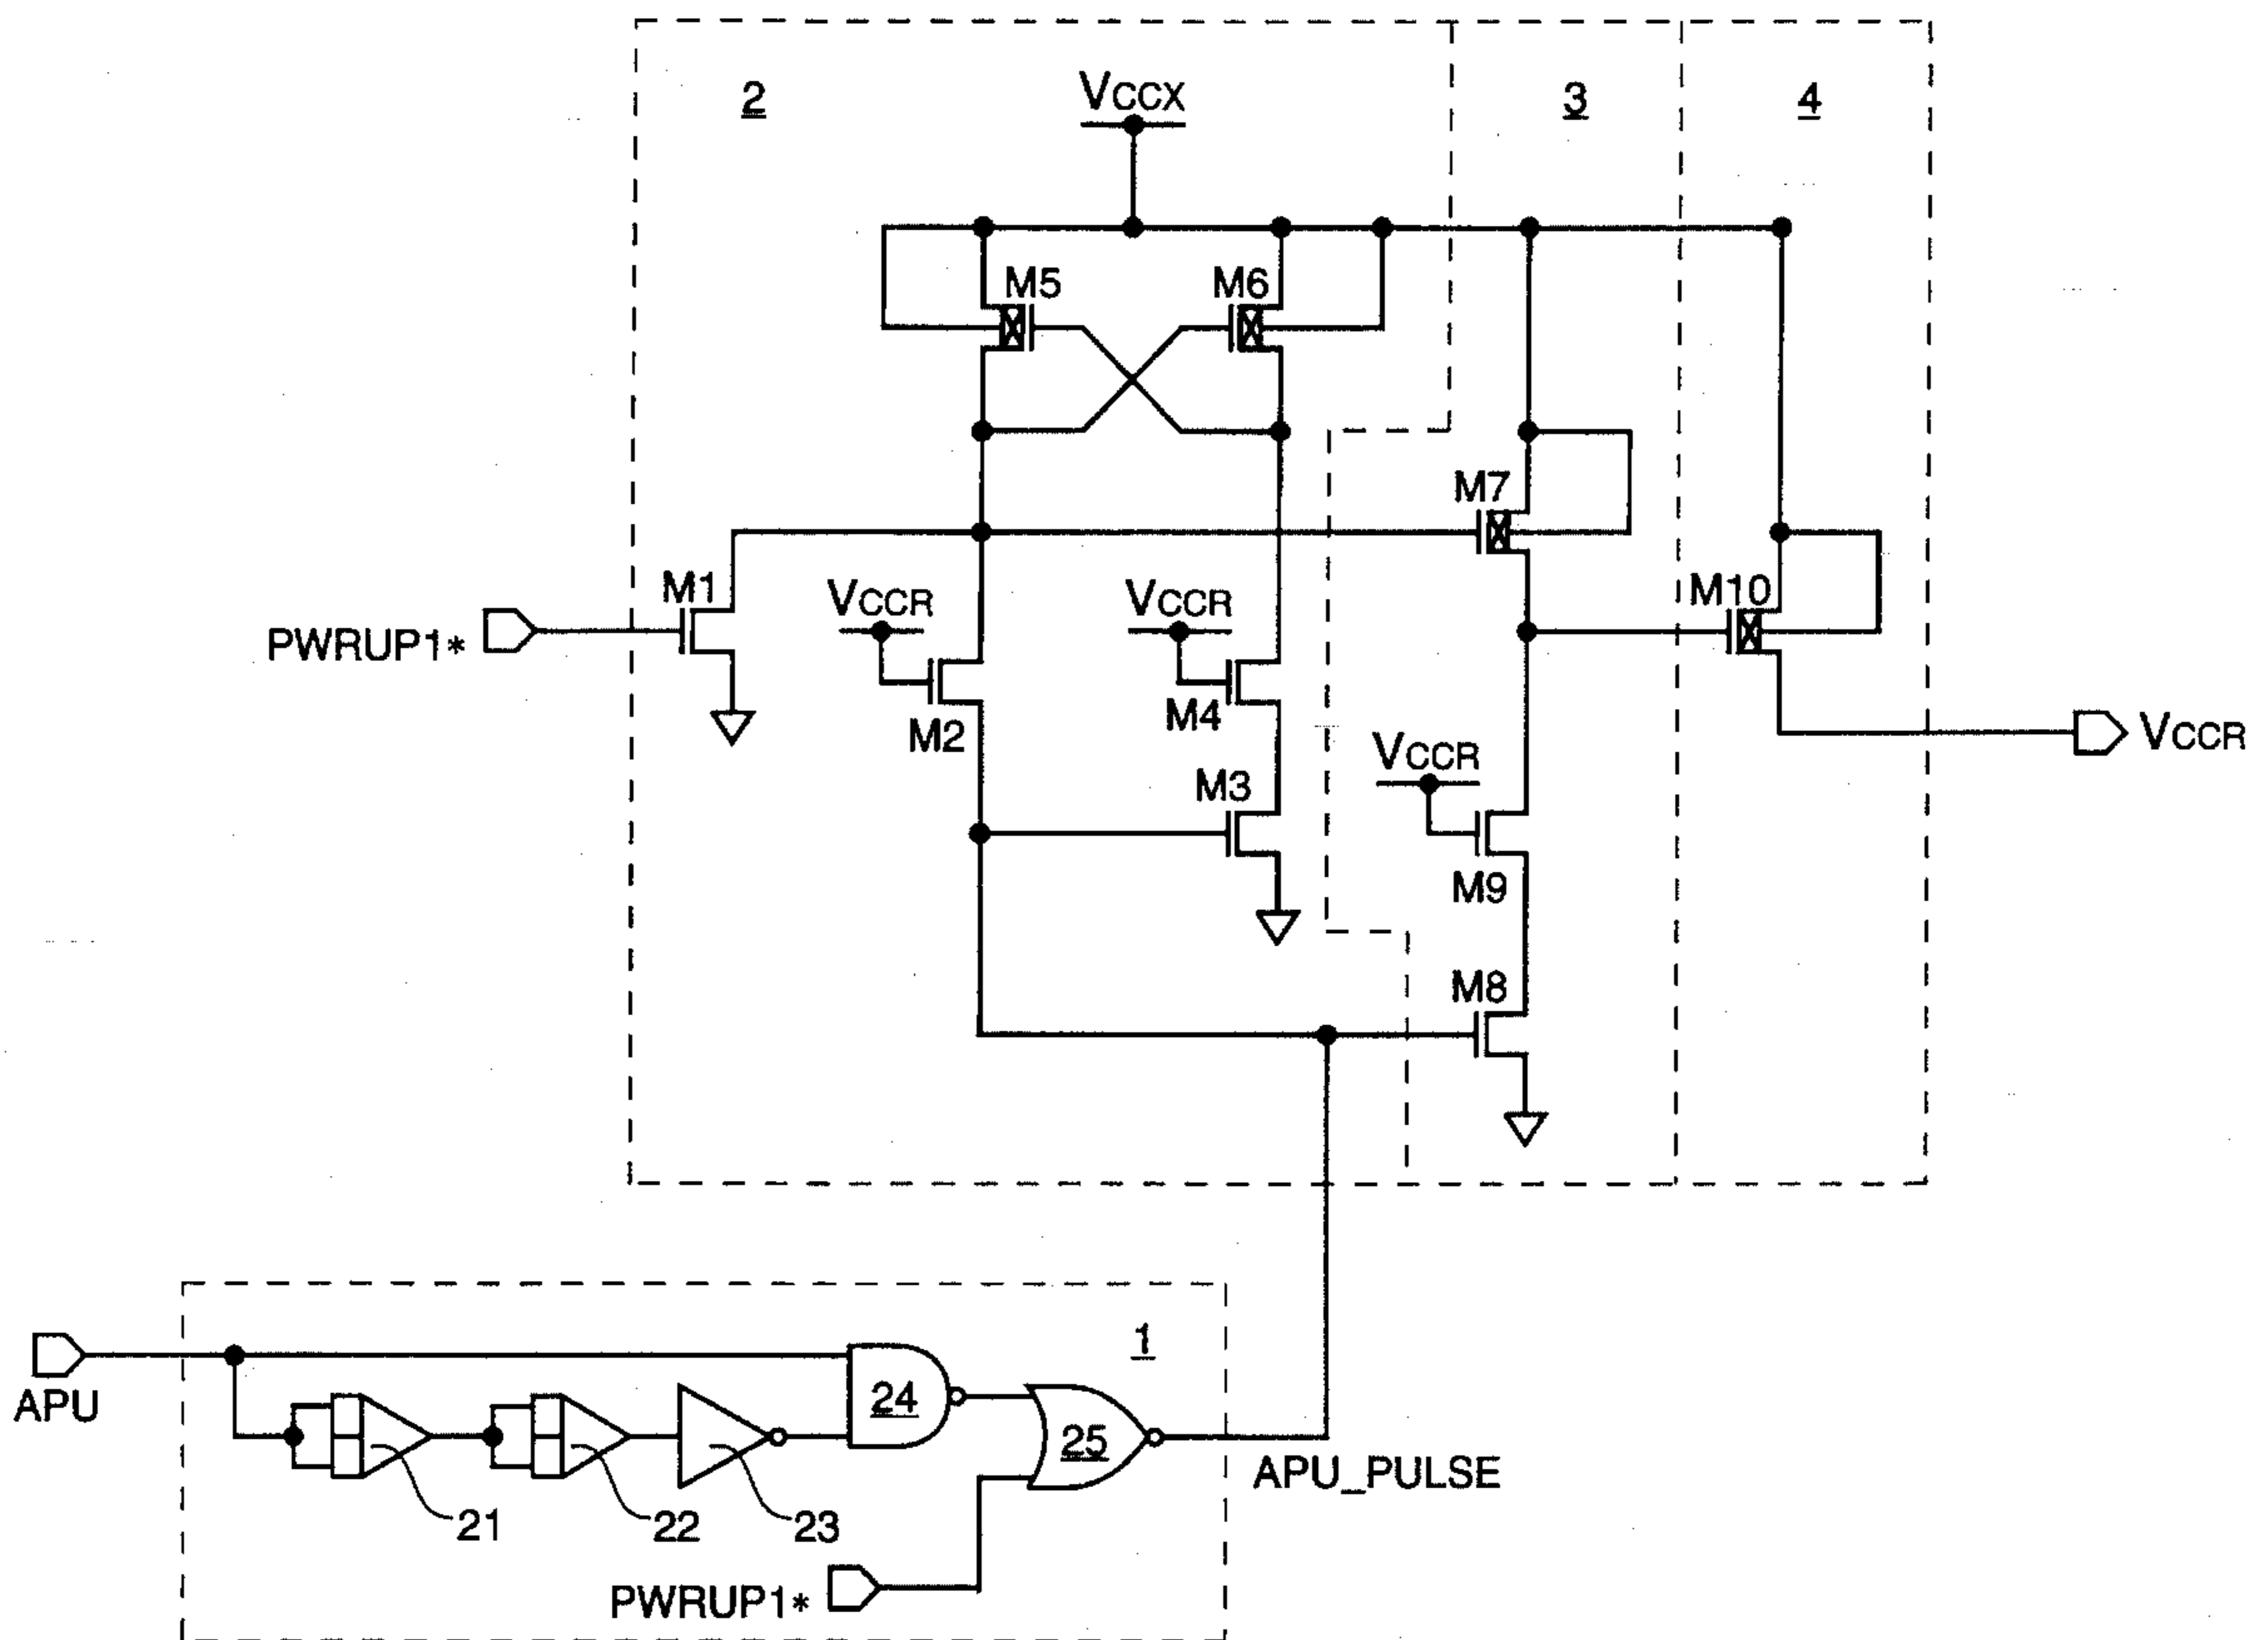 2
VCCX
3
4
M5
M6
M7
M1
VCCR
VCCR
M10
PWRUP1*
M2
M4
VCCR
VCCR
M3
M9
M8
1
APU
24
25
APU_PULSE
21
22
23
PWRUP1*